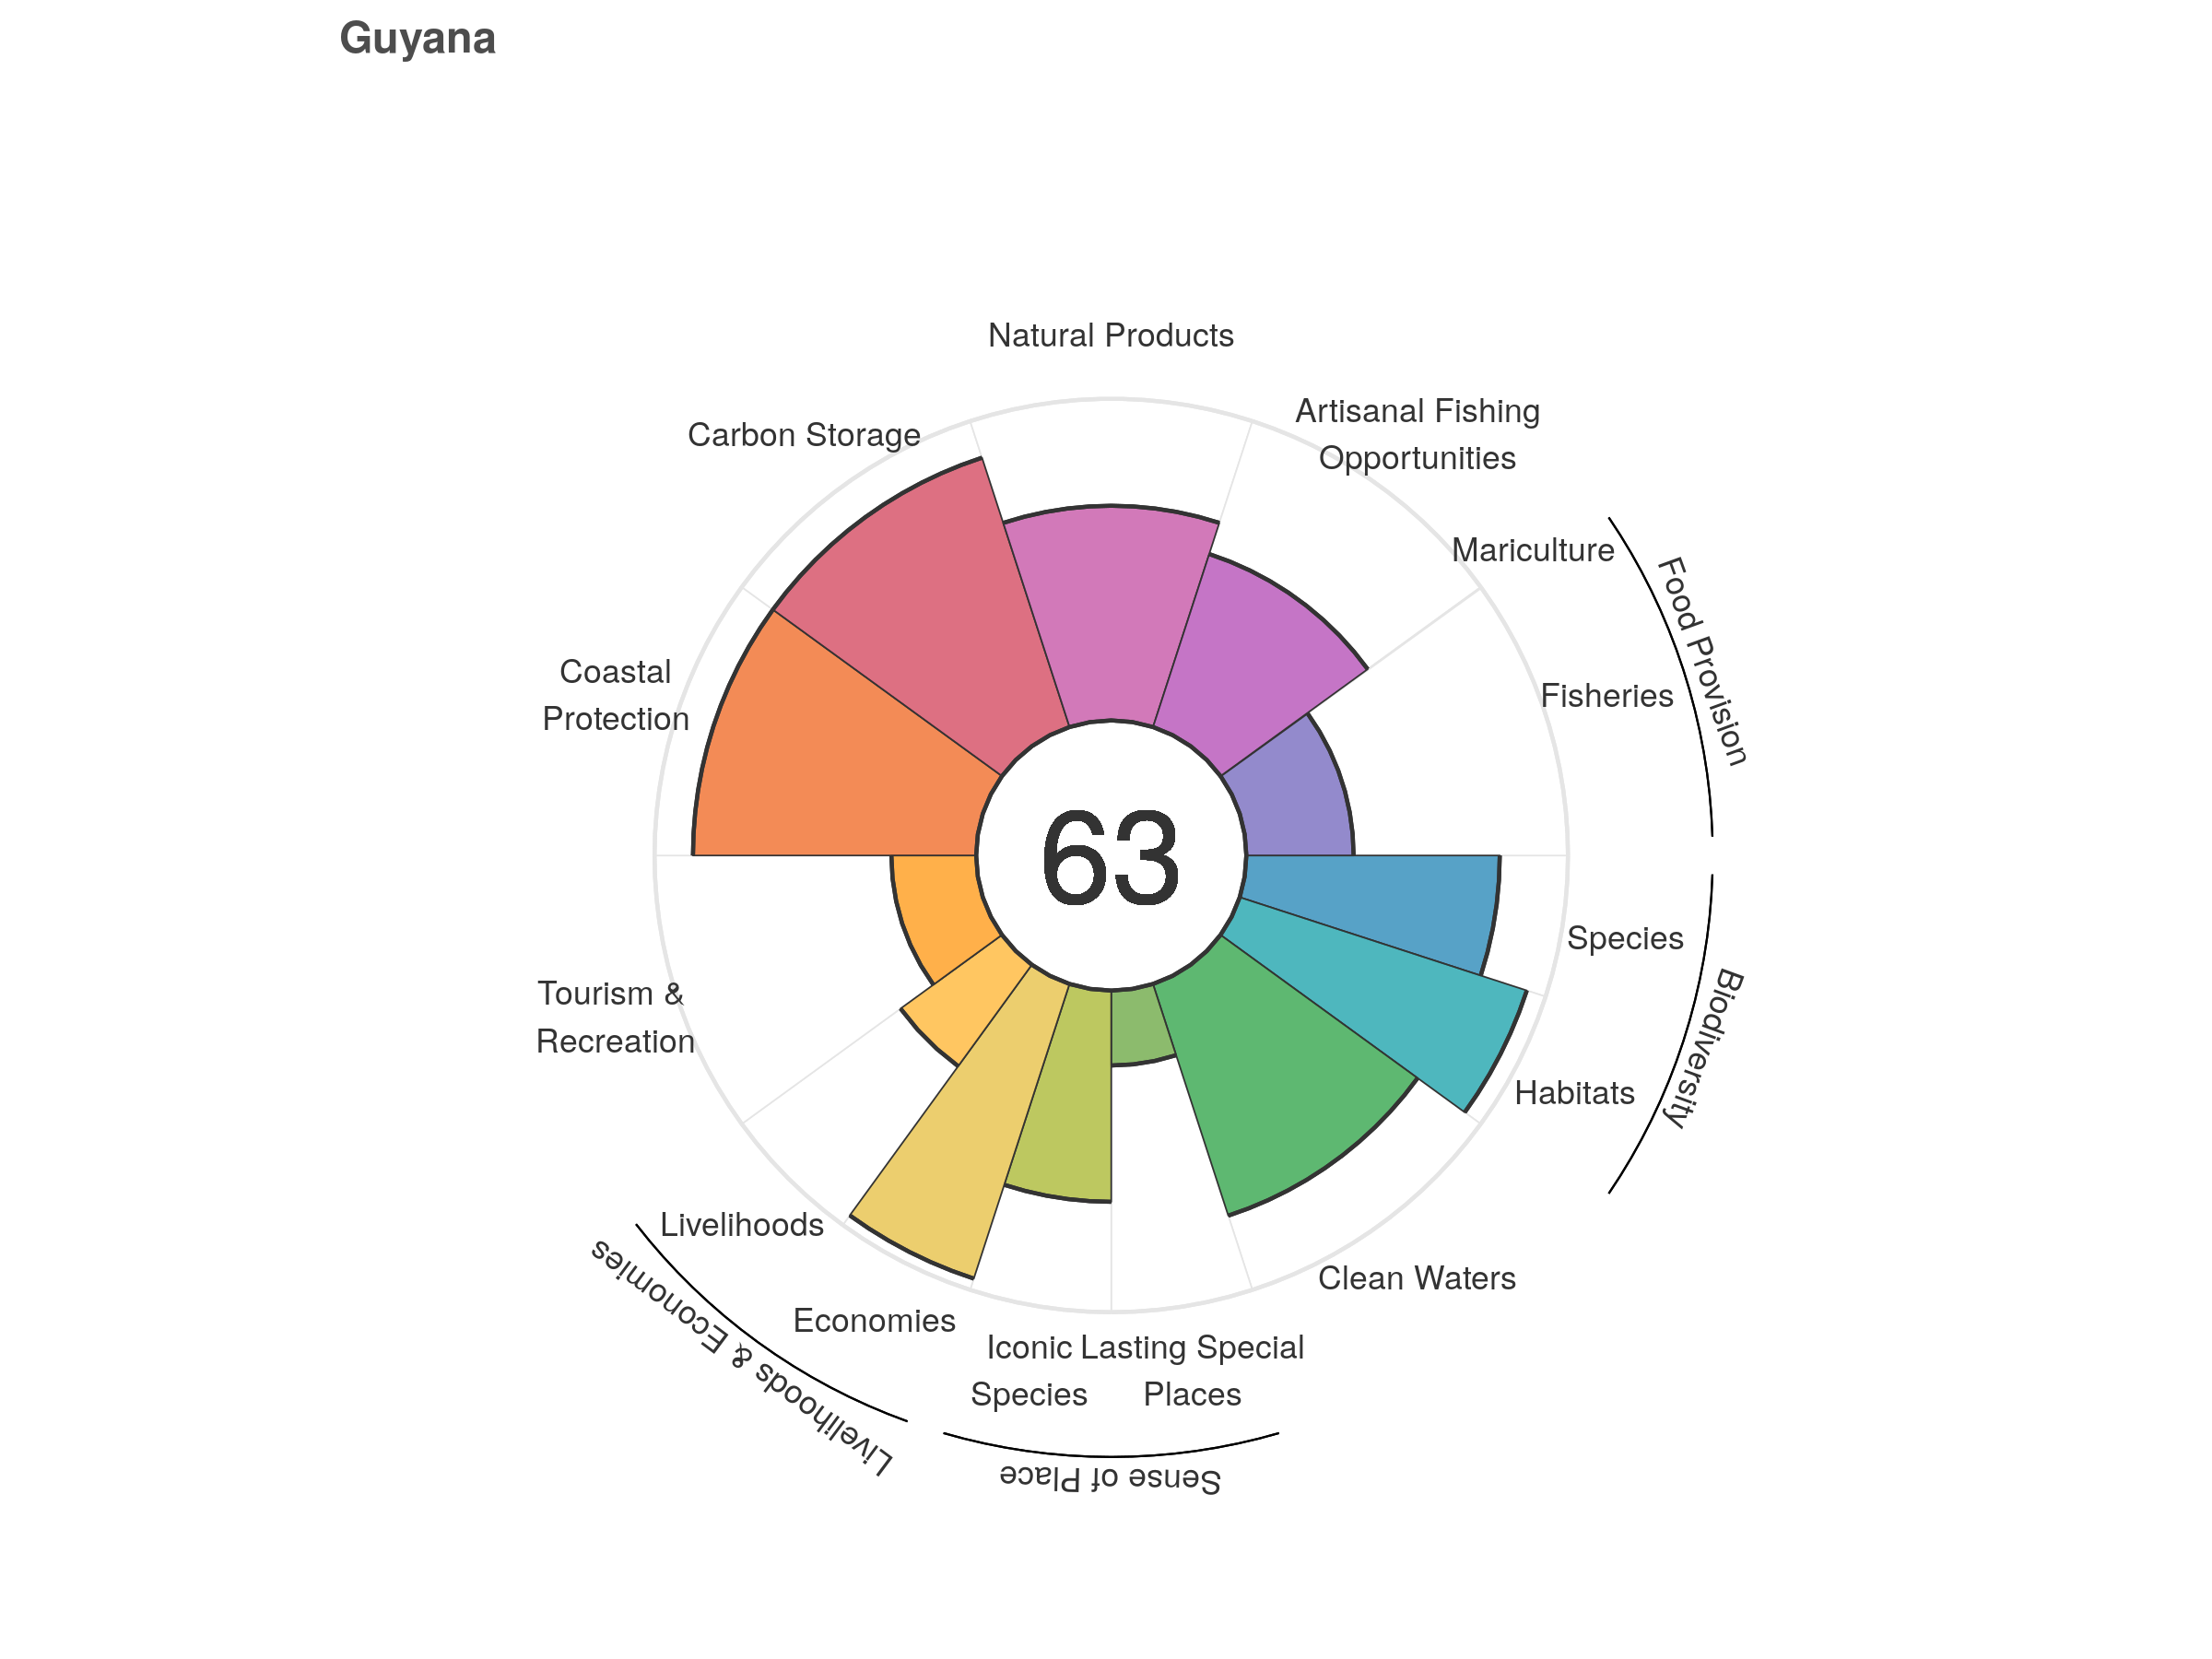 Guyana
Natural Products
Artisanal Fishing
Opportunities
Carbon Storage
Mariculture
Food Provision
Fisheries
Coastal
Protection
63
Species
Biodiversity
Habitats
Tourism &
Recreation
Livelihoods
Livelihoods & Economies
Clean Waters
Economies
Iconic
Species
Lasting Special
Places
Sense of Place